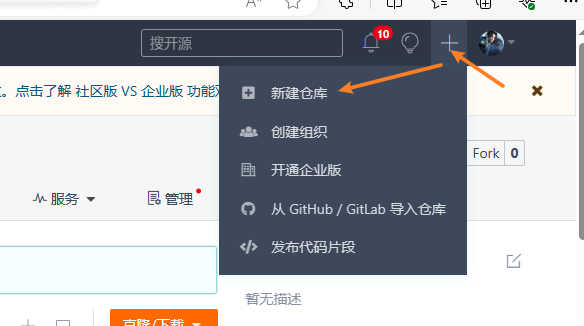 搜开源
10
。点击了解 社区版 VS 企业版 功能
新建仓库
创建组织
开通企业版
从 GitHub / GitLab 导入仓库
发布代码片段
Fork 0
服务
管理
暂无描述
克隆/下载